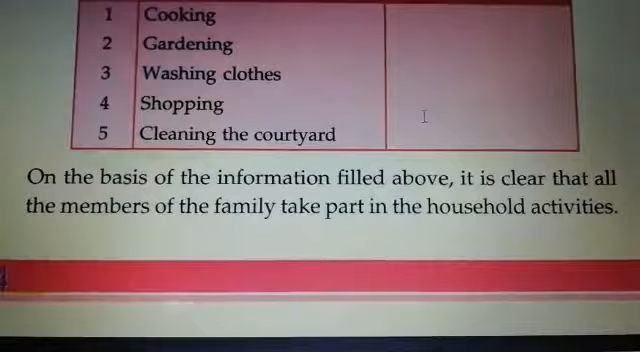 1 Cooking
2 Gardening
3 Washing clothes
4 Shopping
5 Cleaning the courtyard
On the basis of the information filled above, it is clear that all
the members of the family take part in the household activities.